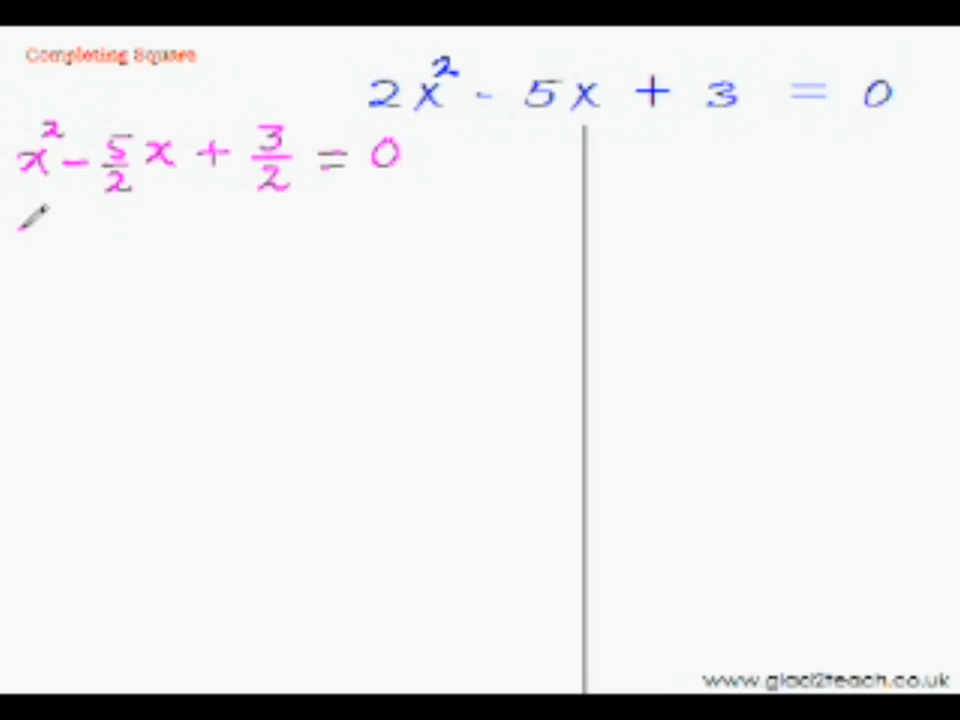 Completing Square
2x² - 5x + 3 = 0
x² - 5/2 x + 3/2 = 0
www.glad2teach.co.uk